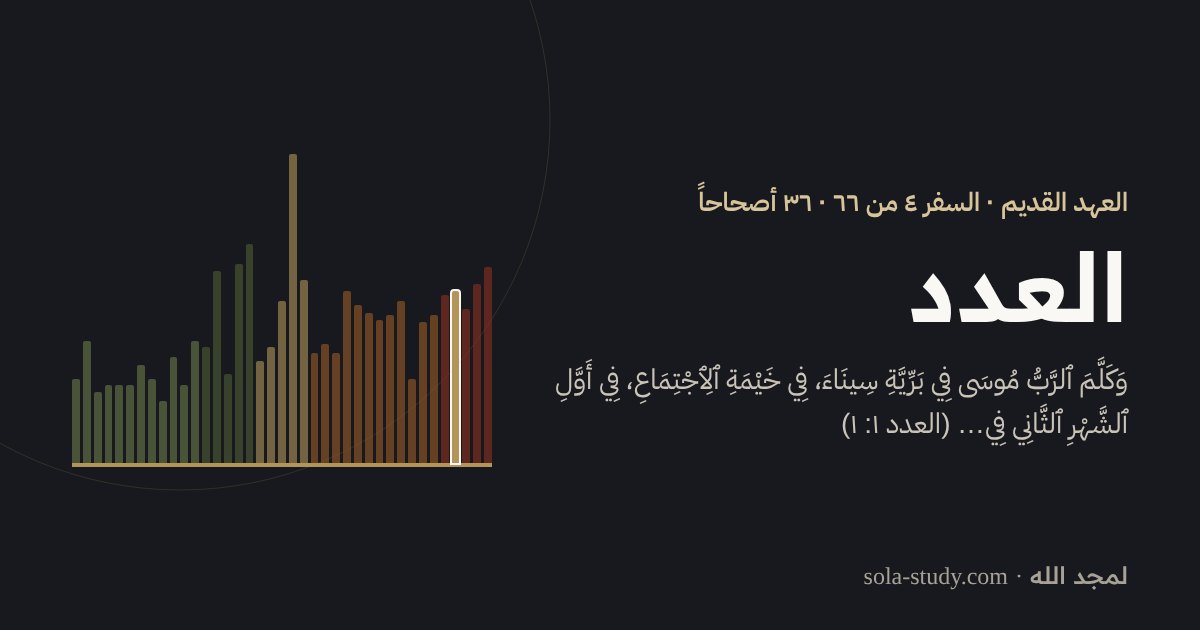 العهد القديم · السفر ٤ من ٦٦ · ٣٦ أصحاحاً
العدد
وَكَلَّمَ ٱلرَّبُّ مُوسَى فِي بَرِّيَّةِ سِينَاءَ، فِي خَيْمَةِ ٱلِٱجْتِمَاعِ، فِي أَوَّلِ
ٱلشَّهْرِ ٱلثَّانِي فِي… (العدد ١: ١)
لمجد الله · sola-study.com